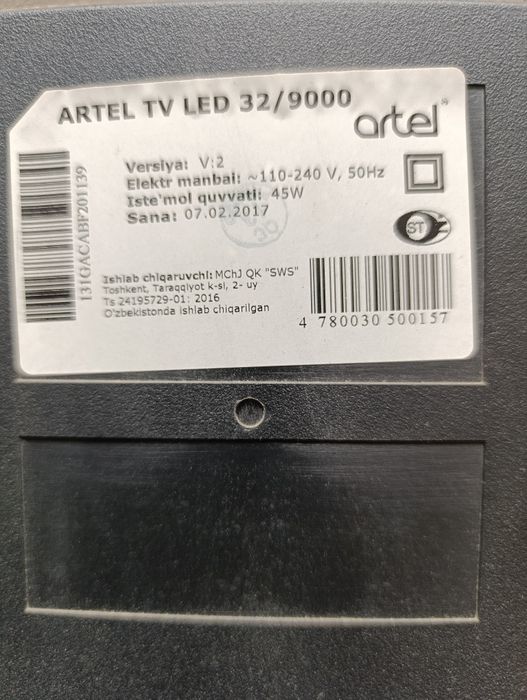 ARTEL TV LED 32/9000
artel®
Versiya: V:2
Elektr manbai: ~110-240 V, 50Hz
Iste'mol quvvati: 45W
Sana: 07.02.2017
131GACABF201139
ST
Ishlab chiqaruvchi: MChJ QK "SWS"
Toshkent, Taraqqiyot k-si, 2- uy
Ts 24195729-01: 2016
O'zbekistonda ishlab chiqarilgan
4 780030 500157